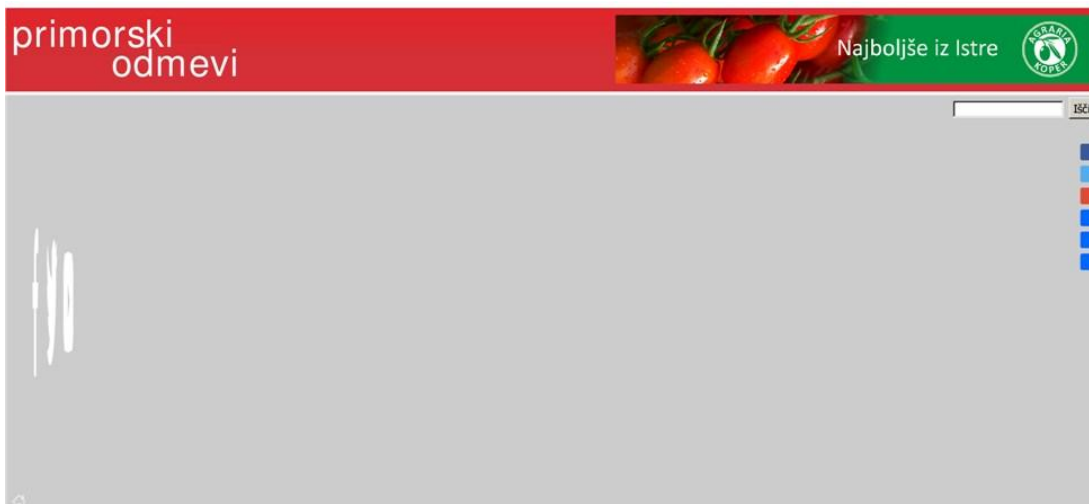 primorski
odmevi
Najboljše iz Istre
AGRARIA
KOPER